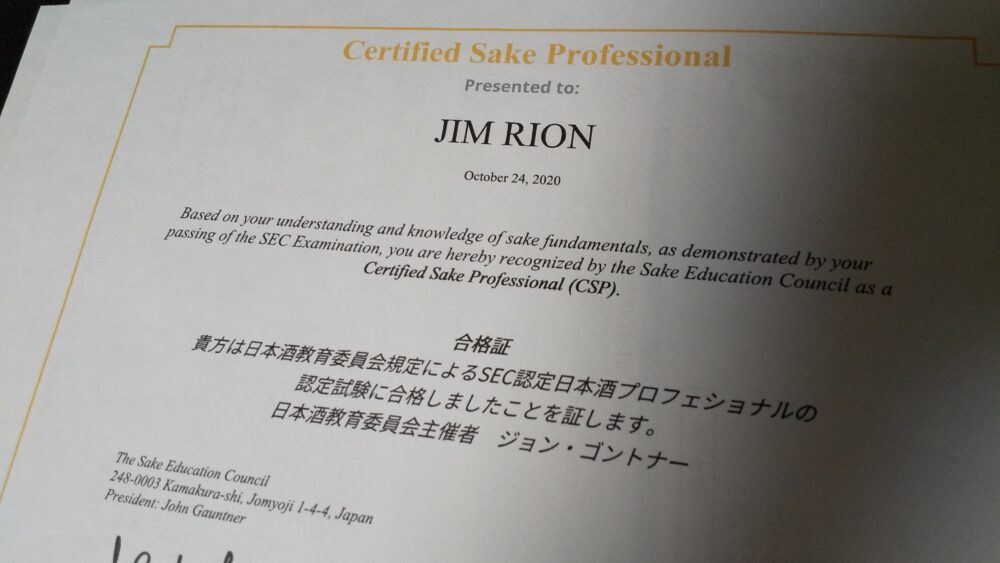 Certified Sake Professional
Presented to:
JIM RION
October 24, 2020
Based on your understanding and knowledge of sake fundamentals, as demonstrated by your
passing of the SEC Examination, you are hereby recognized by the Sake Education Council as a
Certified Sake Professional (CSP).
合格証
貴方は日本酒教育委員会規定によるSEC認定日本酒プロフェショナルの
認定試験に合格しましたことを証します。
日本酒教育委員会主催者　ジョン・ゴントナー
The Sake Education Council
248-0003 Kamakura-shi, Jomyoji 1-4-4, Japan
President: John Gauntner